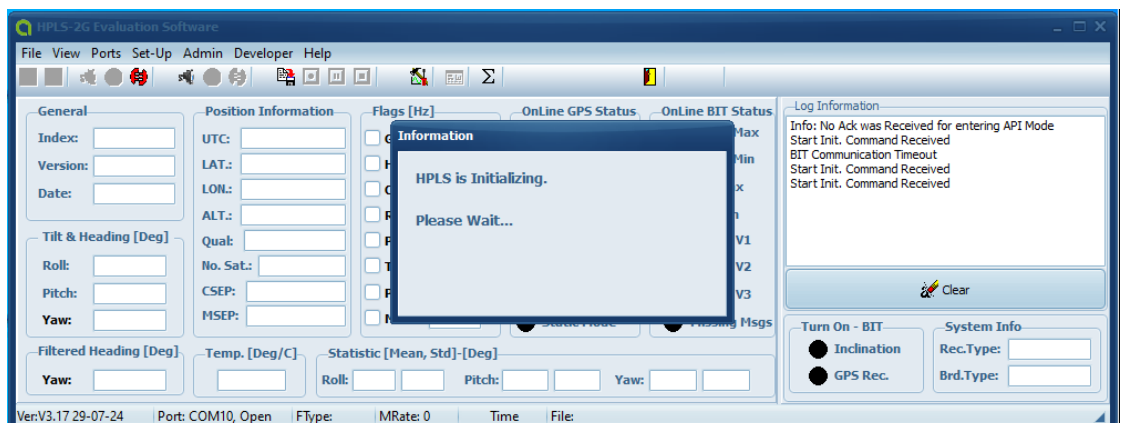 HPLS-2G Evaluation Software
File View Ports Set-Up Admin Developer Help
General
Index:
Version:
Date:
Tilt & Heading [Deg]
Roll:
Pitch:
Yaw:
Filtered Heading [Deg]
Yaw:
Position Information
UTC:
LAT.:
LON.:
ALT.:
Qual:
No. Sat.:
CSEP:
MSEP:
Temp. [Deg/C]
Flags [Hz]
OnLine GPS Status
Static Mode
OnLine BIT Status
Max
Min
V1
V2
V3
Missing Msgs
Information
HPLS is Initializing.
Please Wait...
Statistic [Mean, Std]-[Deg]
Roll: Pitch: Yaw:
Log Information
Info: No Ack was Received for entering API Mode
Start Init. Command Received
BIT Communication Timeout
Start Init. Command Received
Start Init. Command Received
Clear
Turn On - BIT
Inclination
GPS Rec.
System Info
Rec.Type:
Brd.Type:
Ver:V3.17 29-07-24 Port: COM10, Open FType: MRate: 0 Time File: